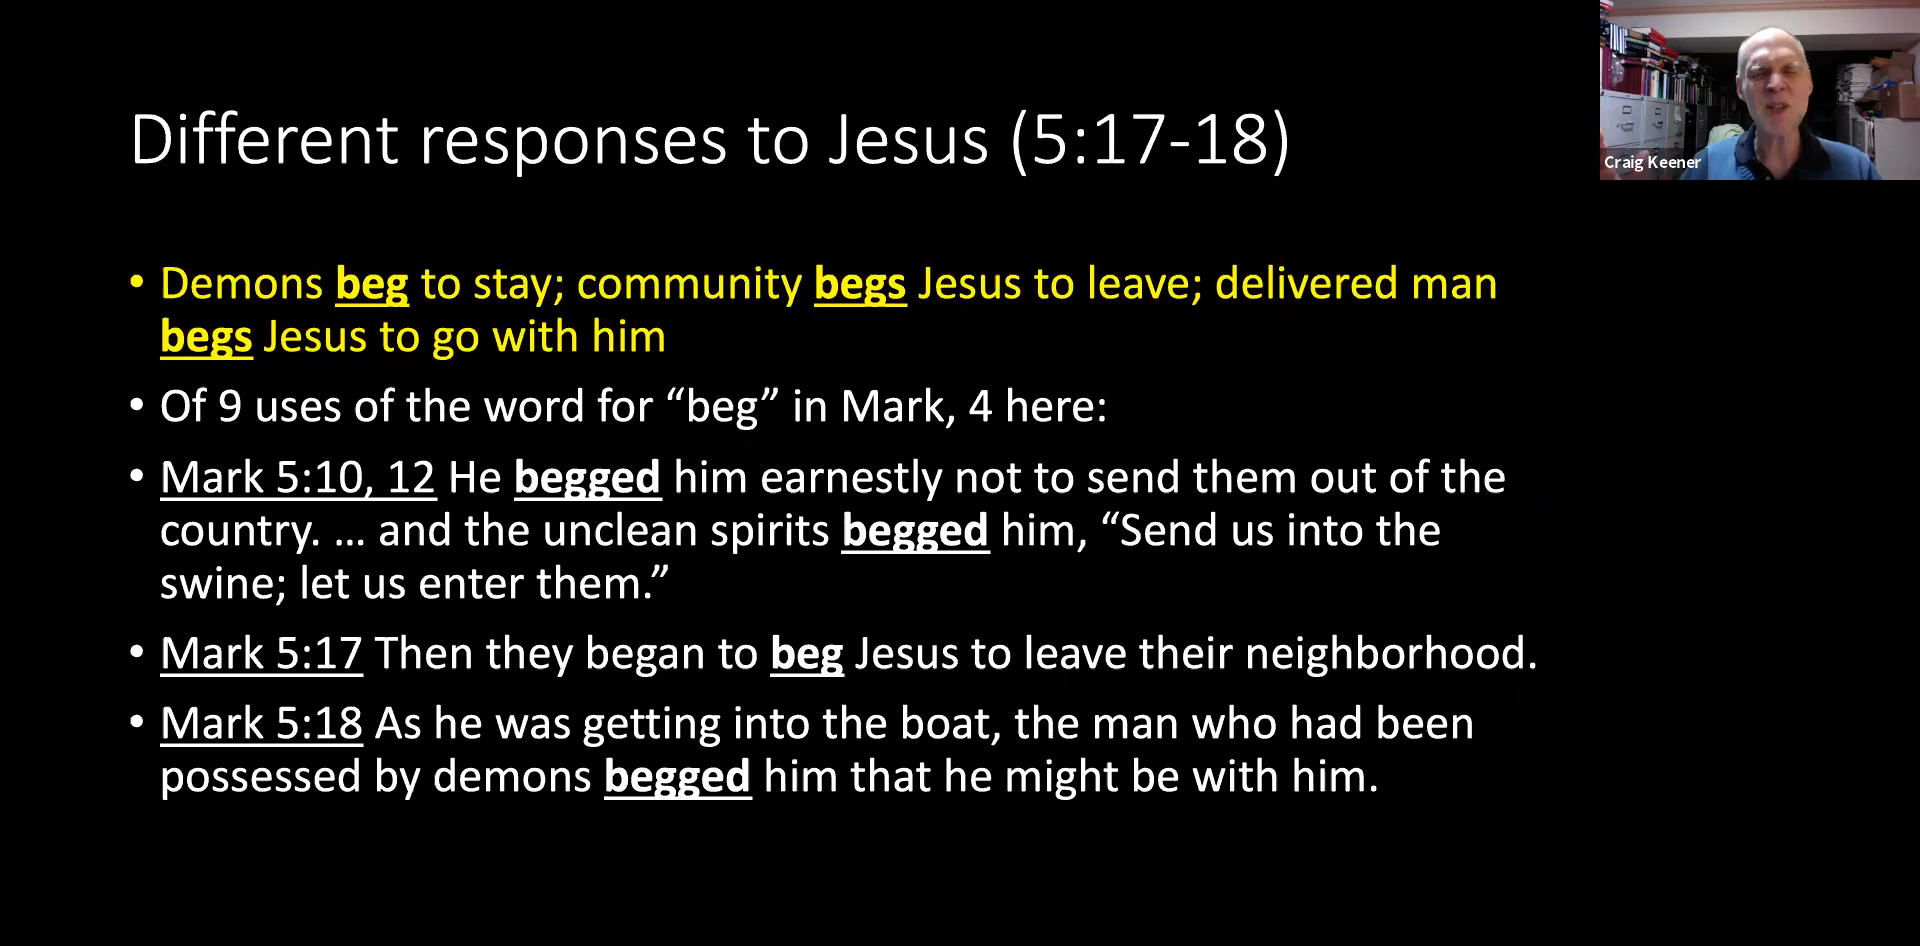 Different responses to Jesus (5:17-18)
Craig Keener
• Demons beg to stay; community begs Jesus to leave; delivered man
begs Jesus to go with him
• Of 9 uses of the word for “beg” in Mark, 4 here:
• Mark 5:10, 12 He begged him earnestly not to send them out of the
country. … and the unclean spirits begged him, “Send us into the
swine; let us enter them.”
• Mark 5:17 Then they began to beg Jesus to leave their neighborhood.
• Mark 5:18 As he was getting into the boat, the man who had been
possessed by demons begged him that he might be with him.